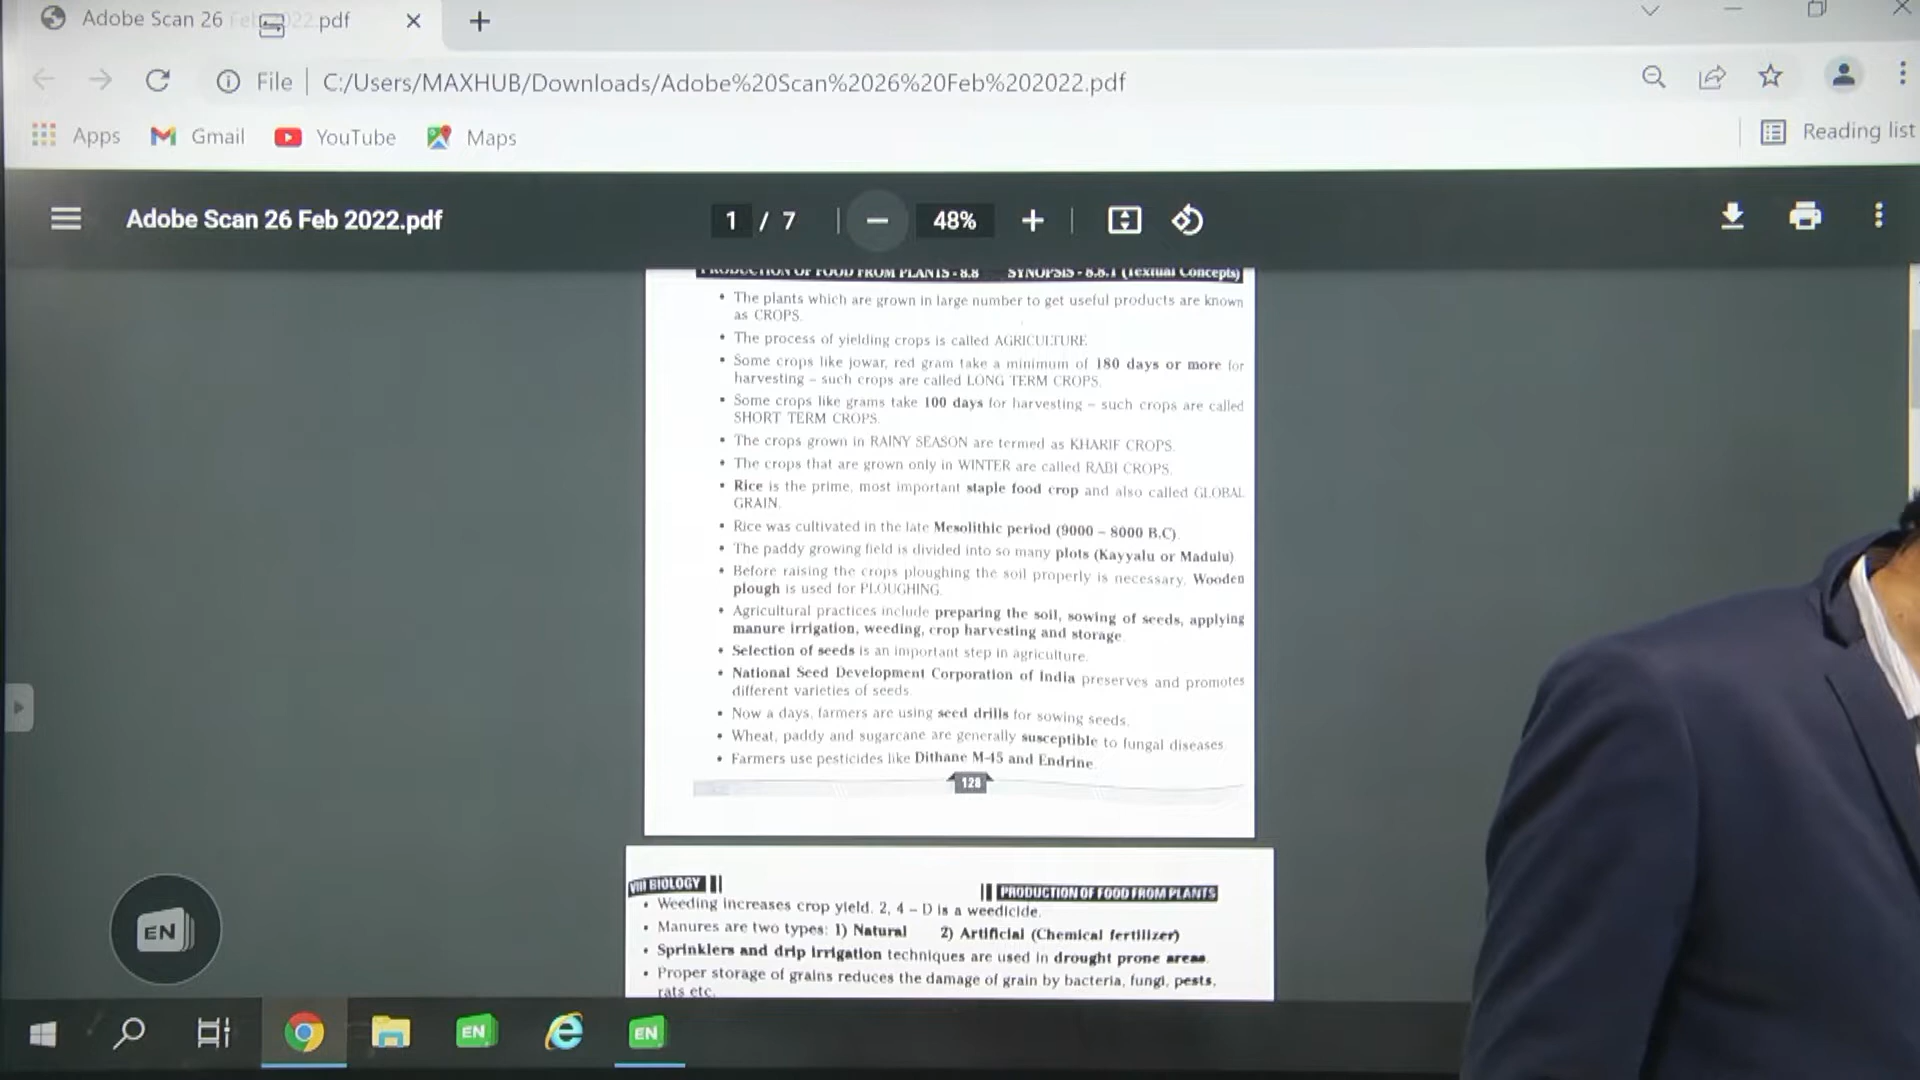 Adobe Scan 26 Feb 2022.pdf
File
C:/Users/MAXHUB/Downloads/Adobe%20Scan%2026%20Feb%202022.pdf
Apps
Gmail
YouTube
Maps
Reading list
Adobe Scan 26 Feb 2022.pdf
1 / 7
48%
PRODUCTION OF FOOD FROM PLANTS - 8.8 SYNOPSIS - 8.8.1 (Textual Concepts)
• The plants which are grown in large number to get useful products are known
as CROPS.
• The process of yielding crops is called AGRICULTURE
• Some crops like jowar, red gram take a minimum of 180 days or more for
harvesting – such crops are called LONG TERM CROPS.
• Some crops like grams take 100 days for harvesting – such crops are called
SHORT TERM CROPS.
• The crops grown in RAINY SEASON are termed as KHARIF CROPS.
• The crops that are grown only in WINTER are called RABI CROPS.
• Rice is the prime, most important staple food crop and also called GLOBAL
GRAIN.
• Rice was cultivated in the late Mesolithic period (9000 – 8000 B.C).
• The paddy growing field is divided into so many plots (Kayyalu or Madulu)
• Before raising the crops ploughing the soil properly is necessary. Wooden
plough is used for PLOUGHING.
• Agricultural practices include preparing the soil, sowing of seeds, applying
manure irrigation, weeding, crop harvesting and storage.
• Selection of seeds is an important step in agriculture.
• National Seed Development Corporation of India preserves and promotes
different varieties of seeds.
• Now a days, farmers are using seed drills for sowing seeds.
• Wheat, paddy and sugarcane are generally susceptible to fungal diseases.
• Farmers use pesticides like Dithane M-45 and Endrine.
128
VIII BIOLOGY
PRODUCTION OF FOOD FROM PLANTS
• Weeding increases crop yield. 2, 4 – D is a weedicide.
• Manures are two types: 1) Natural 2) Artificial (Chemical fertilizer)
• Sprinklers and drip irrigation techniques are used in drought prone areas.
• Proper storage of grains reduces the damage of grain by bacteria, fungi, pests,
rats etc.
EN
EN
EN